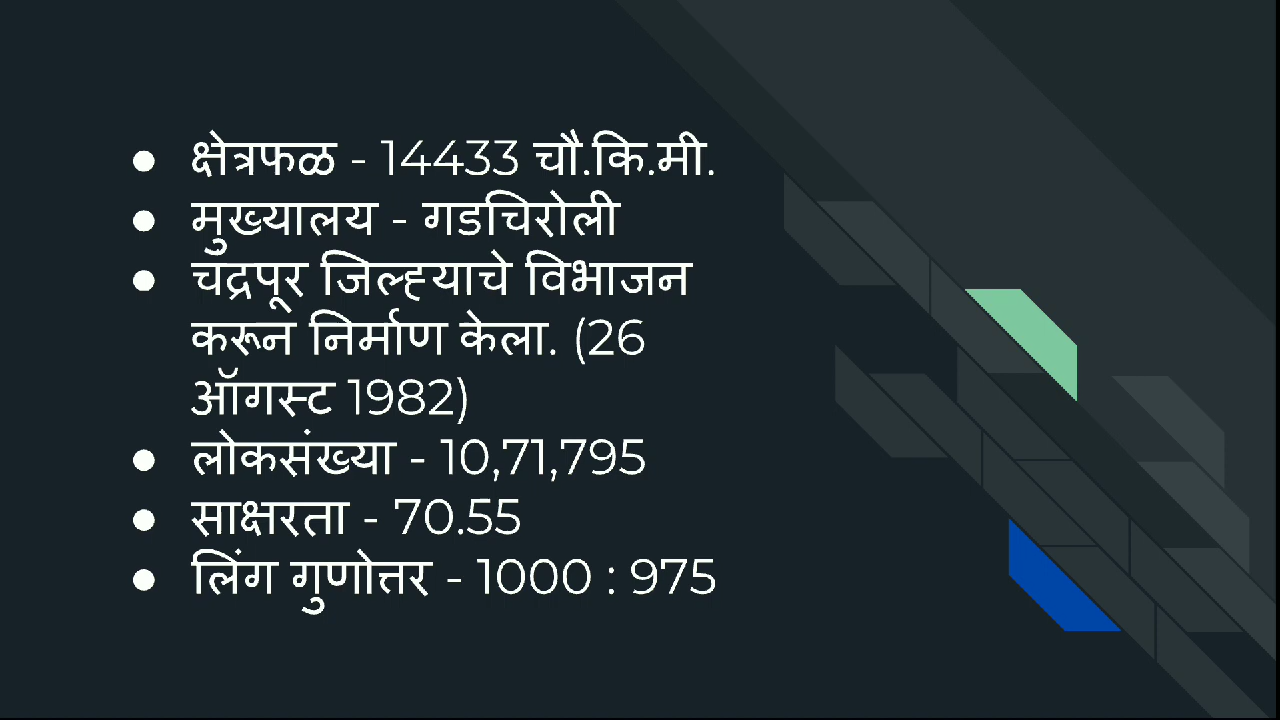 ● क्षेत्रफळ - 14433 चौ.कि.मी.
● मुख्यालय - गडचिरोली
● चंद्रपूर जिल्ह्याचे विभाजन
करून निर्माण केला. (26
ऑगस्ट 1982)
● लोकसंख्या - 10,71,795
● साक्षरता - 70.55
● लिंग गुणोत्तर - 1000 : 975